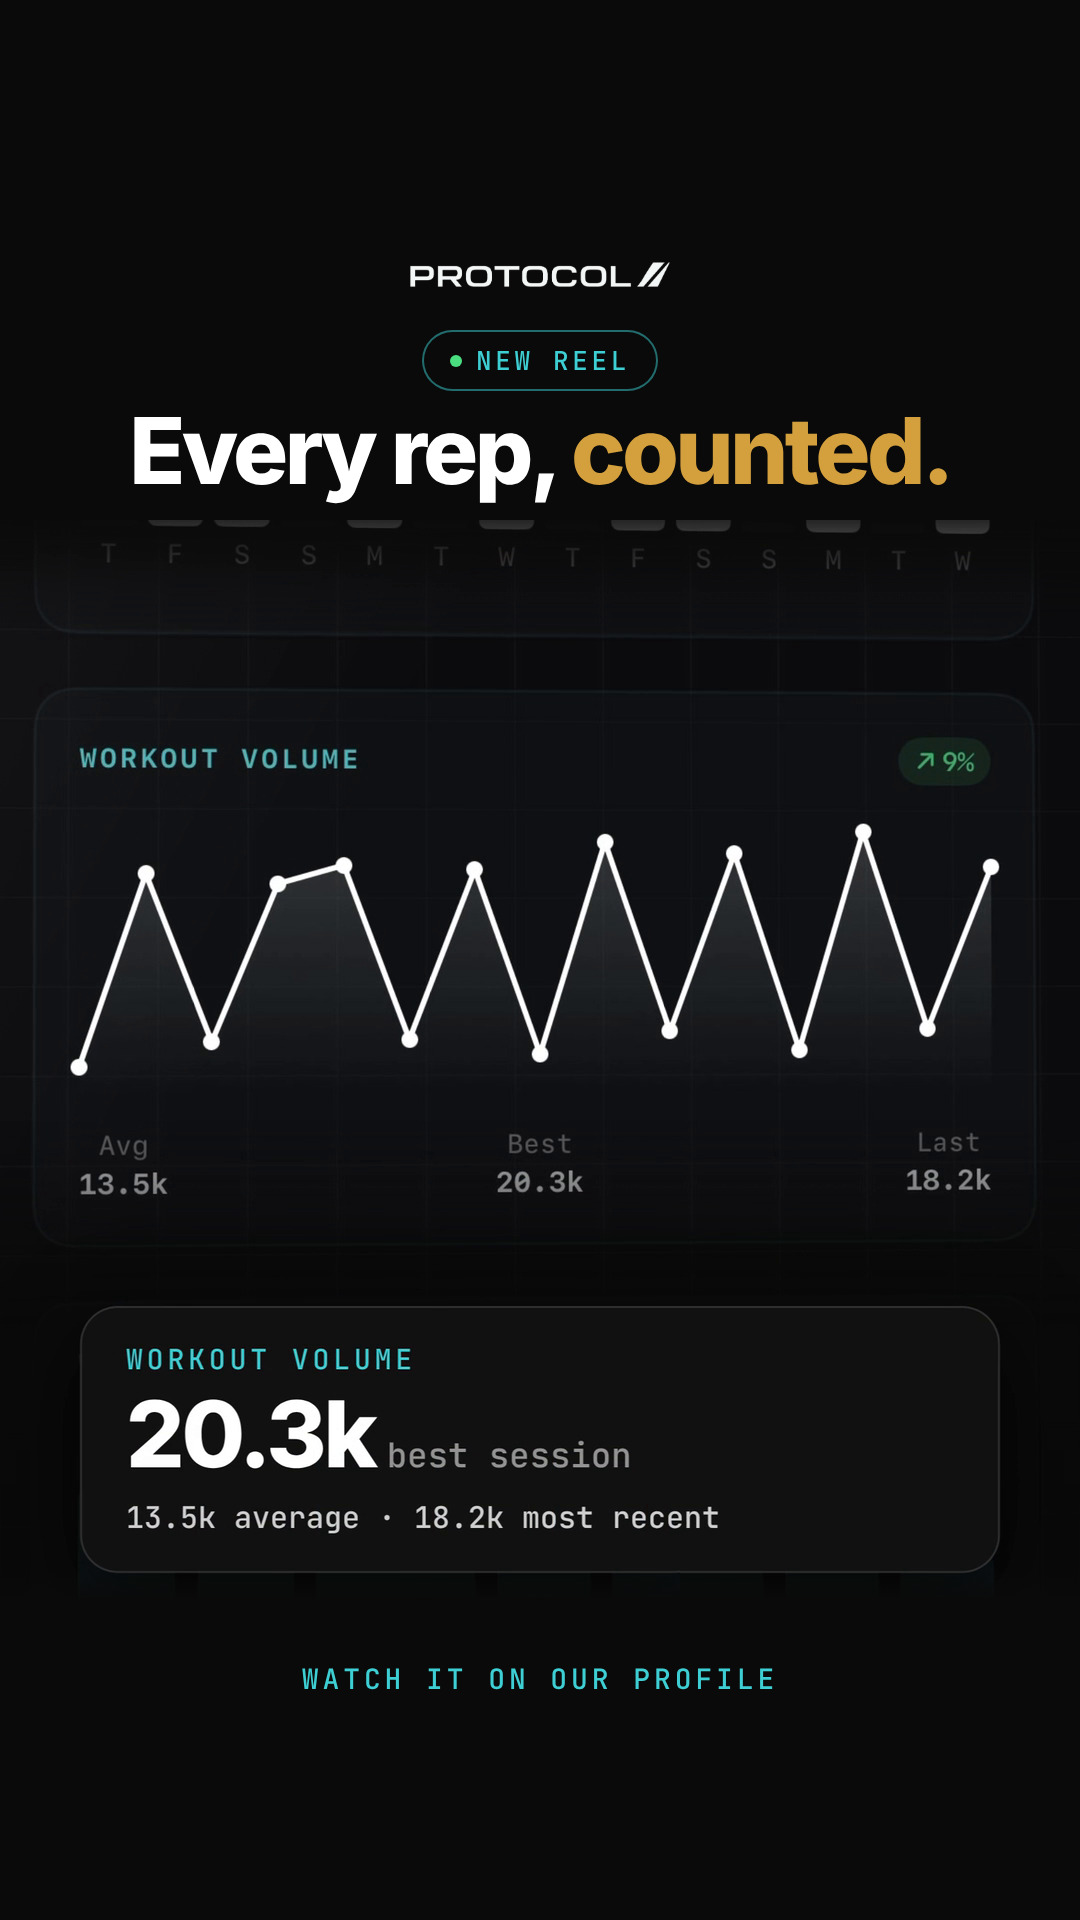 PROTOCOL
NEW REEL
Every rep, counted.
T F S S M T W T F S S M T W
WORKOUT VOLUME
↗ 9%
Avg Best Last
13.5k 20.3k 18.2k
WORKOUT VOLUME
20.3k best session
13.5k average · 18.2k most recent
WATCH IT ON OUR PROFILE